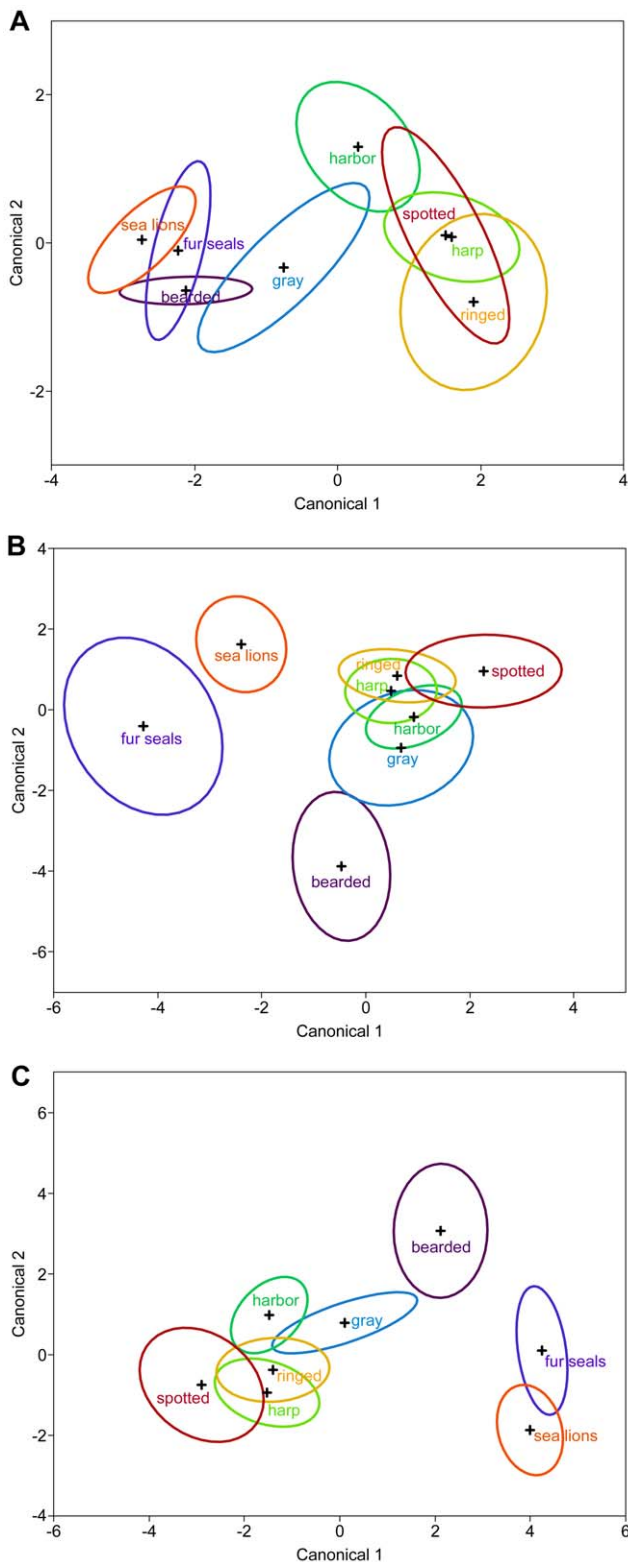 A
2
0
-2
Canonical 2
harbor
sea lions
spotted
fur seals
harp
gray
bearded
ringed
-4
-2
0
2
4
Canonical 1
B
4
2
0
-2
-4
-6
Canonical 2
sea lions
ringed
spotted
harp
harbor
fur seals
gray
bearded
-6
-4
-2
0
2
4
Canonical 1
C
6
4
2
0
-2
-4
Canonical 2
bearded
harbor
gray
fur seals
ringed
spotted
harp
sea lions
-6
-4
-2
0
2
4
6
Canonical 1